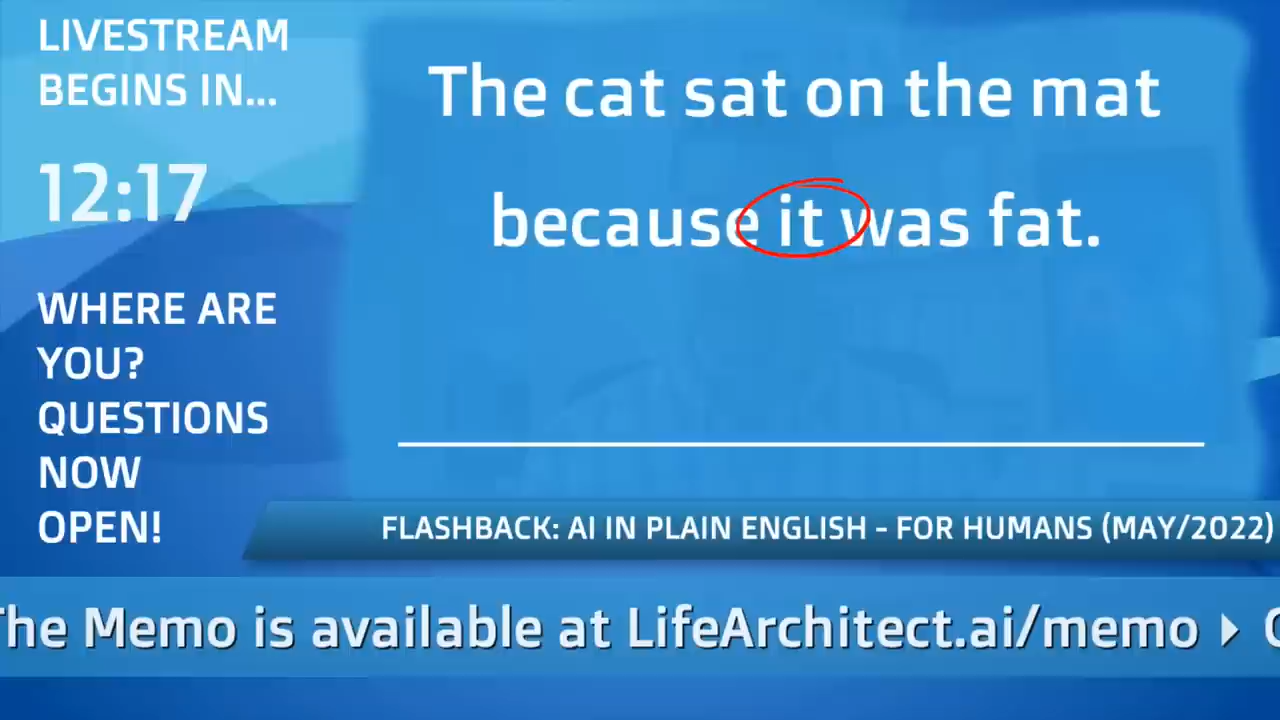 LIVESTREAM
BEGINS IN...
12:17
WHERE ARE
YOU?
QUESTIONS
NOW
OPEN!
The cat sat on the mat
because it was fat.
FLASHBACK: AI IN PLAIN ENGLISH – FOR HUMANS (MAY/2022)
The Memo is available at LifeArchitect.ai/memo